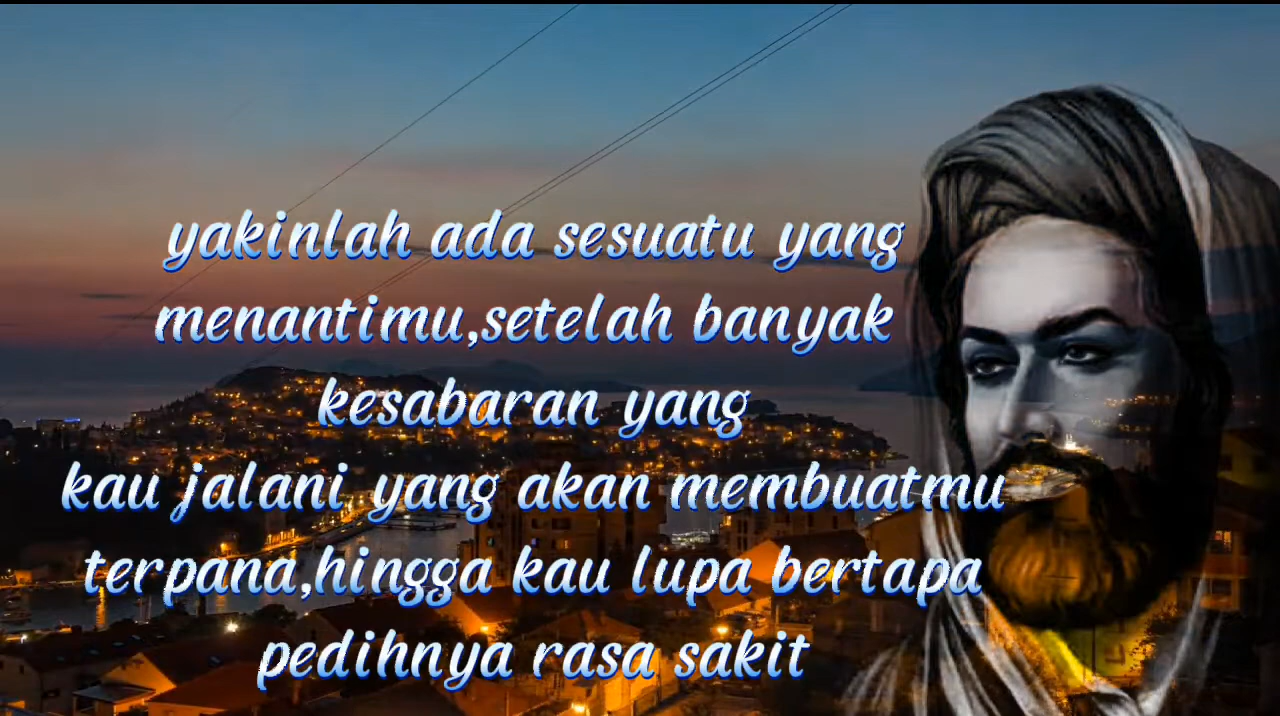 yakinlah ada sesuatu yang
menantimu,setelah banyak
kesabaran yang
kau jalani yang akan membuatmu
terpana,hingga kau lupa bertapa
pedihnya rasa sakit